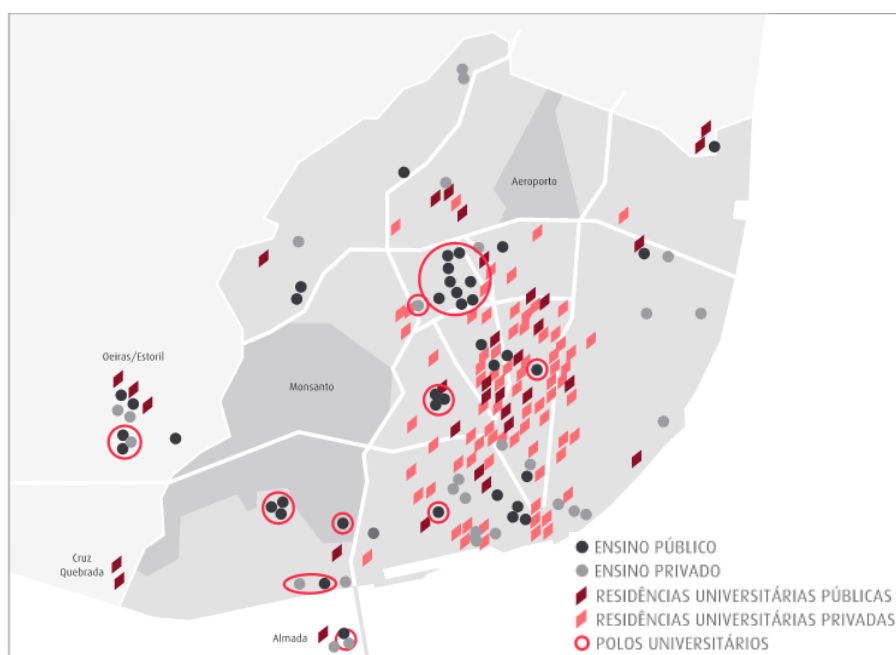 Aeroporto
Oeiras/Estoril
Monsanto
Cruz
Quebrada
Almada
ENSINO PÚBLICO
ENSINO PRIVADO
RESIDÊNCIAS UNIVERSITÁRIAS PÚBLICAS
RESIDÊNCIAS UNIVERSITÁRIAS PRIVADAS
POLOS UNIVERSITÁRIOS